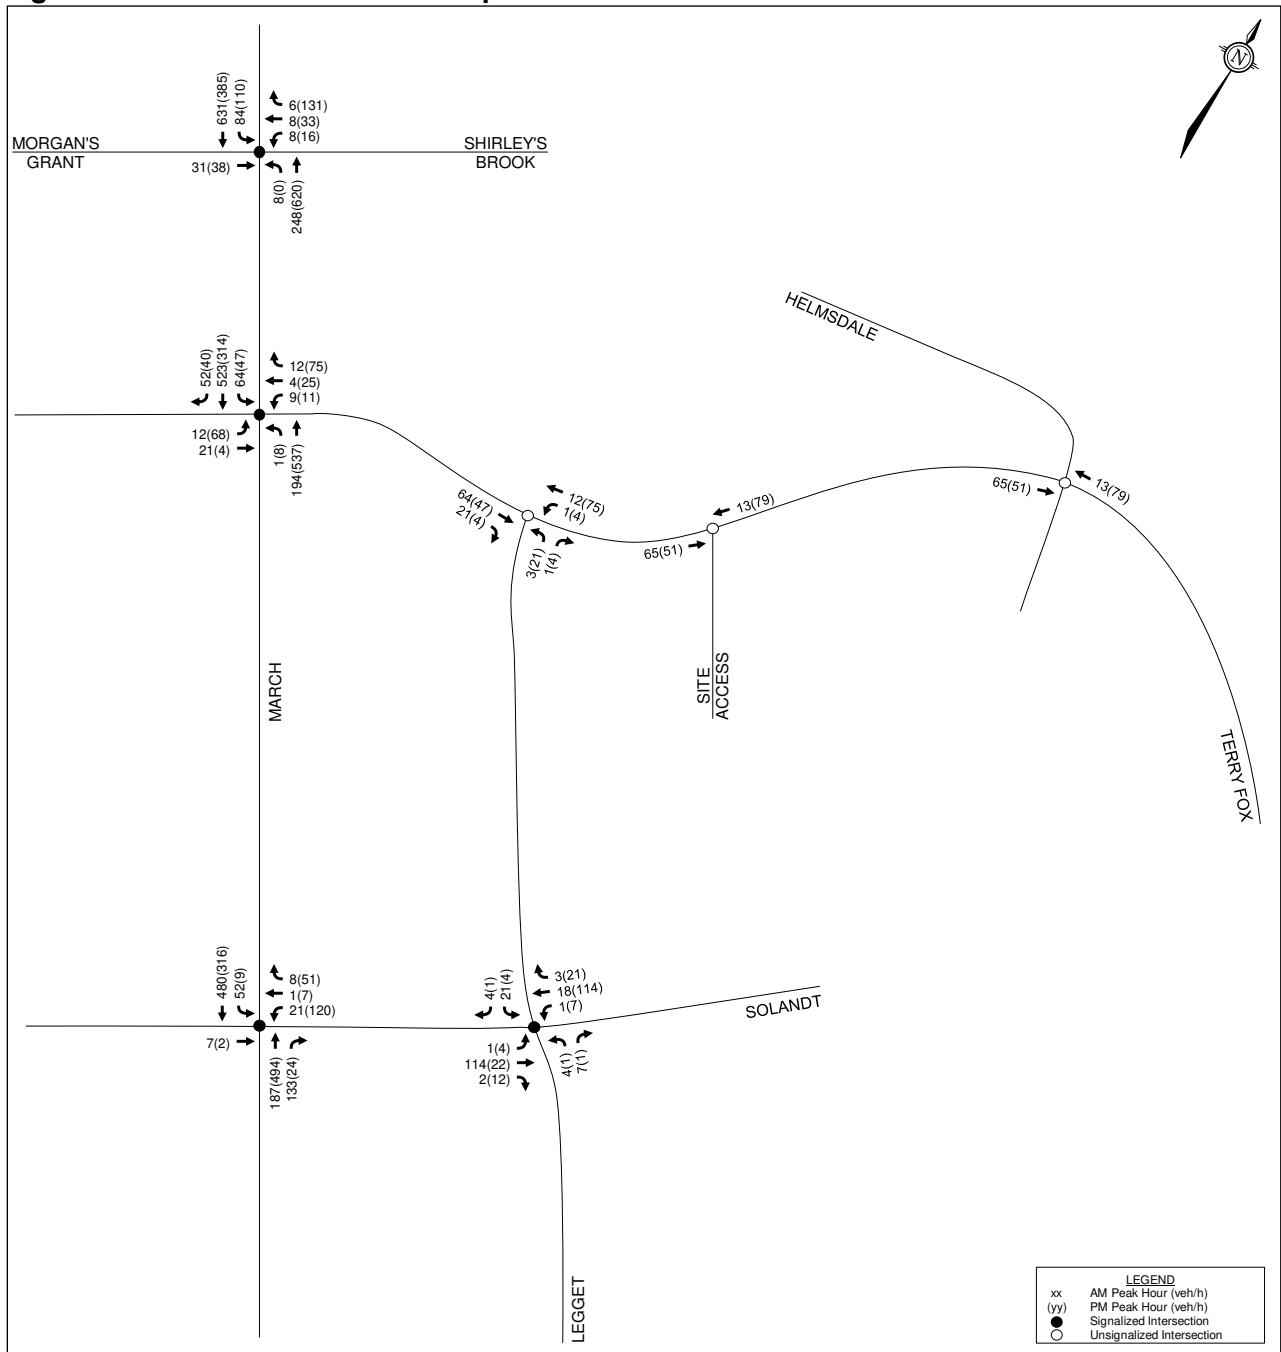 N
631(385)
84(110)
6(131)
8(33)
8(16)
MORGAN'S
GRANT
SHIRLEY'S
BROOK
31(38)
8(0)
248(620)
HELMSDALE
52(40)
523(314)
64(47)
12(75)
4(25)
9(11)
12(68)
21(4)
1(8)
194(537)
64(47)
21(4)
12(75)
1(4)
3(21)
1(4)
13(79)
65(51)
65(51)
13(79)
MARCH
SITE
ACCESS
TERRY FOX
480(316)
52(9)
8(51)
1(7)
21(120)
7(2)
187(494)
133(24)
4(1)
21(4)
3(21)
18(114)
1(7)
SOLANDT
1(4)
114(22)
2(12)
4(1)
7(1)
LEGGET
LEGEND
xx AM Peak Hour (veh/h)
(yy) PM Peak Hour (veh/h)
Signalized Intersection
Unsignalized Intersection